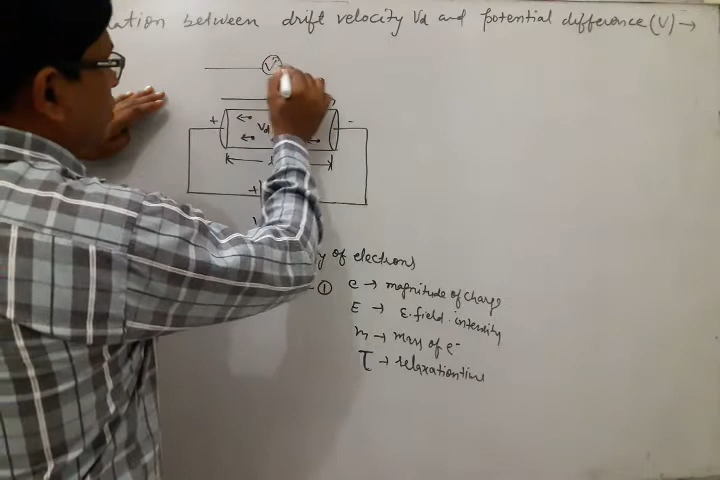 between drift velocity Vd and potential difference (V) →
V
+ -
Vd
+
of electrons
① e → magnitude of charge
E → E. field. intensity
m → mass of e-
τ → relaxation time